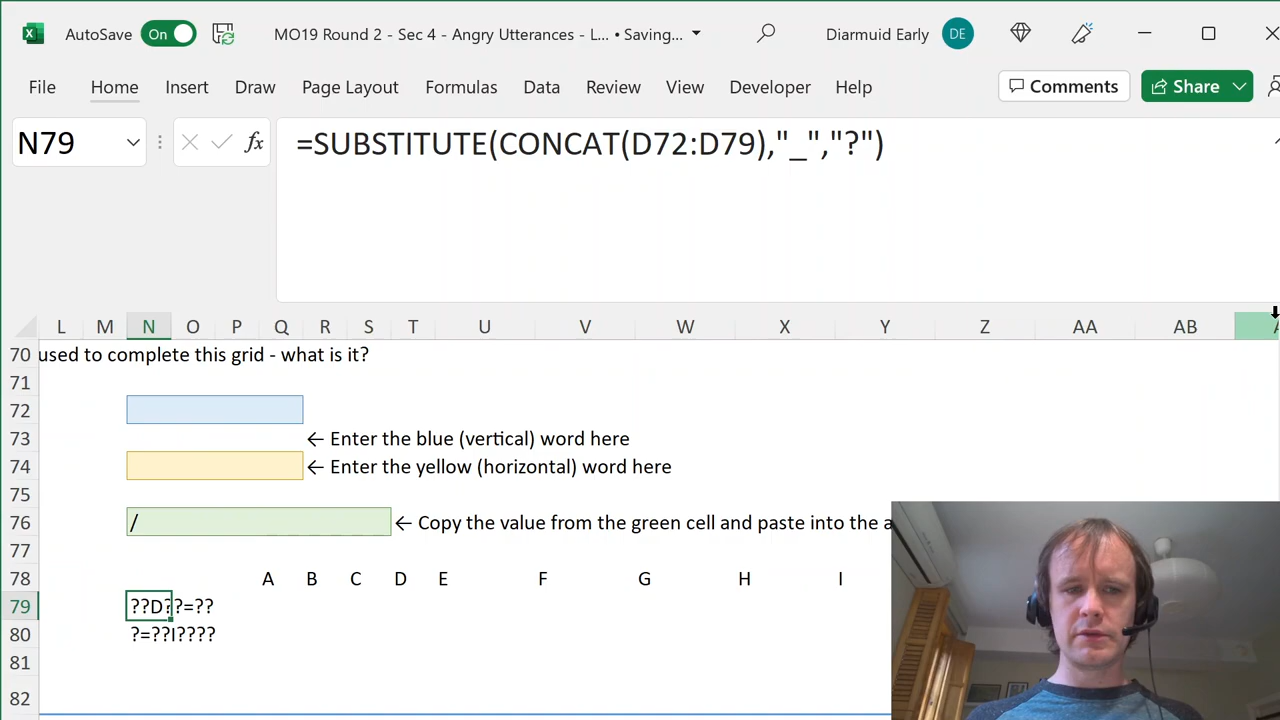 AutoSave On MO19 Round 2 - Sec 4 - Angry Utterances - L... • Saving... Diarmuid Early DE
File Home Insert Draw Page Layout Formulas Data Review View Developer Help Comments Share
N79 fx =SUBSTITUTE(CONCAT(D72:D79),"_","?")
L M N O P Q R S T U V W X Y Z AA AB
70 used to complete this grid - what is it?
71
72
73 ← Enter the blue (vertical) word here
74 ← Enter the yellow (horizontal) word here
75
76 / ← Copy the value from the green cell and paste into the a
77
78 A B C D E F G H I
79 ??D??=??
80 ?=??I????
81
82